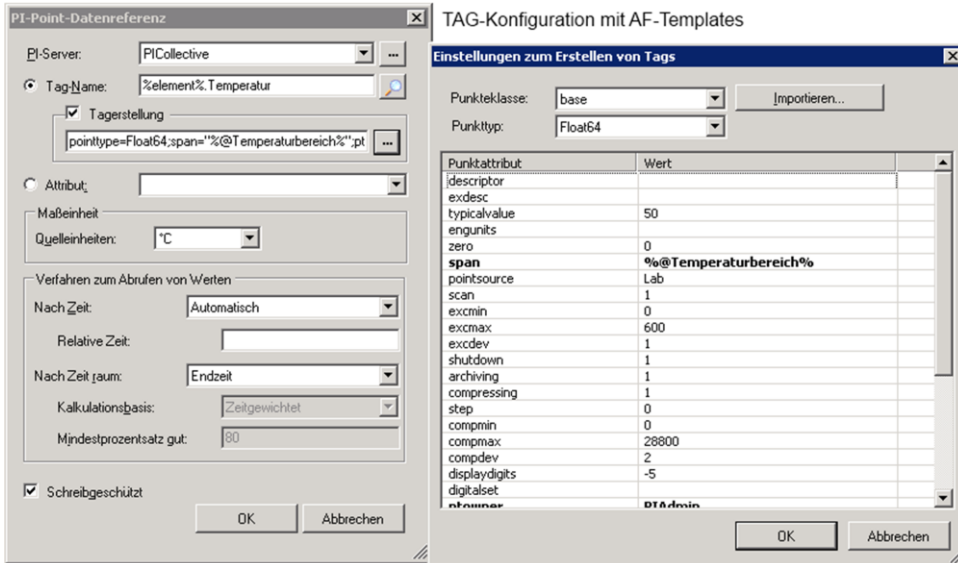 PI-Point-Datenreferenz
PI-Server: PICollective ...
Tag-Name: %element%.Temperatur
Tagerstellung
pointtype=Float64;span="%@Temperaturbereich%";pt ...
Attribut:
Maßeinheit
Quelleinheiten: °C
Verfahren zum Abrufen von Werten
Nach Zeit: Automatisch
Relative Zeit:
Nach Zeit raum: Endzeit
Kalkulationsbasis: Zeitgewichtet
Mindestprozentsatz gut: 80
Schreibgeschützt
OK Abbrechen
TAG-Konfiguration mit AF-Templates
Einstellungen zum Erstellen von Tags
Punkteklasse: base Importieren...
Punkttyp: Float64
Punktattribut Wert
descriptor
exdesc
typicalvalue 50
engunits
zero 0
span %@Temperaturbereich%
pointsource Lab
scan 1
excmin 0
excmax 600
excdev 1
shutdown 1
archiving 1
compressing 1
step 0
compmin 0
compmax 28800
compdev 2
displaydigits -5
digitalset
ptowner PIAdmin
OK Abbrechen